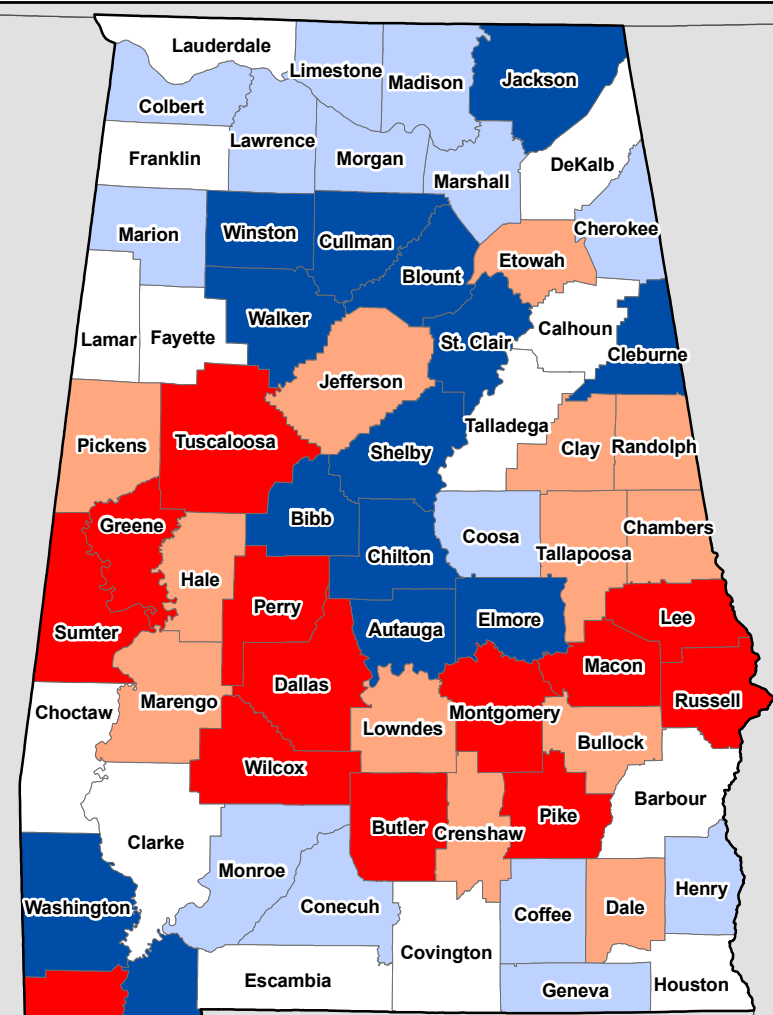 Lauderdale
Limestone
Madison
Jackson
Colbert
Lawrence
Franklin
Morgan
DeKalb
Marshall
Cherokee
Marion
Winston
Cullman
Etowah
Blount
Walker
Calhoun
St. Clair
Lamar
Fayette
Cleburne
Jefferson
Talladega
Pickens
Tuscaloosa
Shelby
Clay
Randolph
Greene
Bibb
Coosa
Chambers
Chilton
Tallapoosa
Hale
Perry
Sumter
Autauga
Elmore
Lee
Macon
Dallas
Russell
Choctaw
Marengo
Montgomery
Lowndes
Bullock
Wilcox
Barbour
Butler
Crenshaw
Pike
Clarke
Monroe
Henry
Washington
Conecuh
Coffee
Dale
Covington
Escambia
Geneva
Houston